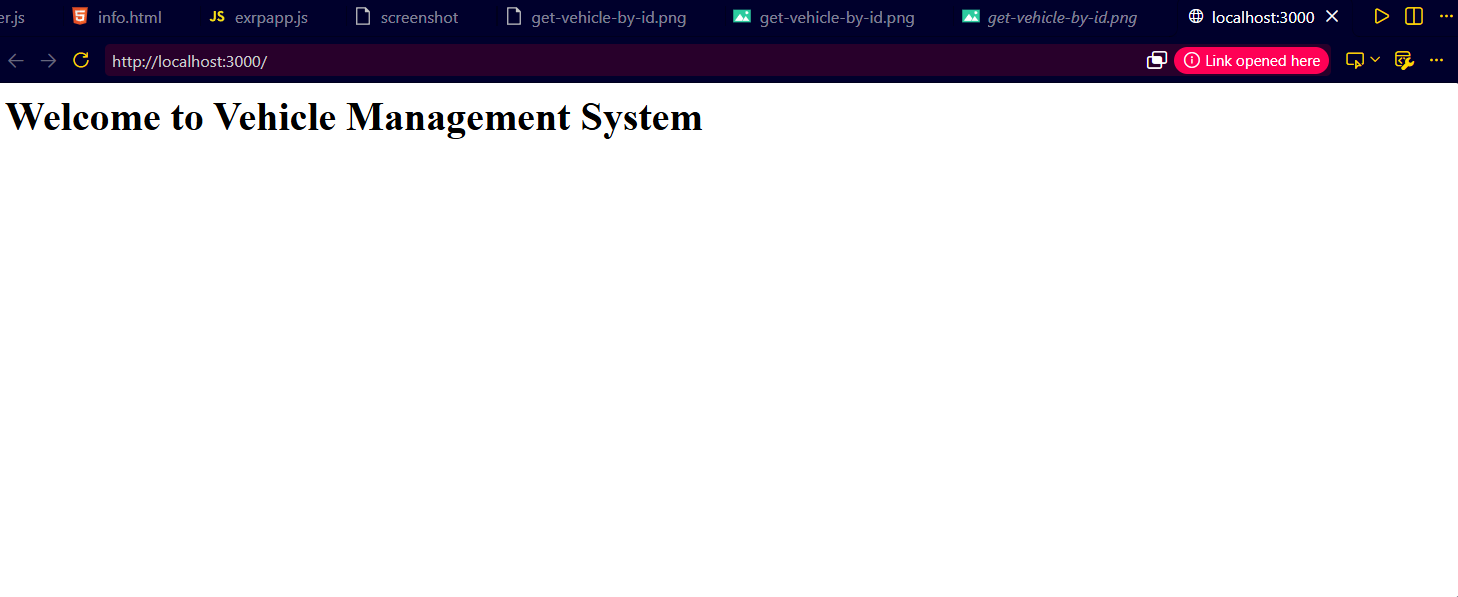 er.js info.html JS exrpapp.js screenshot get-vehicle-by-id.png get-vehicle-by-id.png get-vehicle-by-id.png localhost:3000
http://localhost:3000/ Link opened here
Welcome to Vehicle Management System